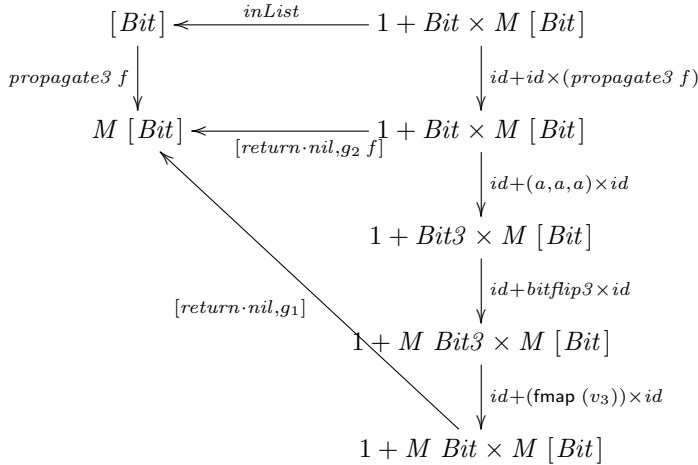 [Bit] inList 1 + Bit × M [Bit]
propagate3 f id+id×(propagate3 f)
M [Bit] [return·nil,g₂ f] 1 + Bit × M [Bit]
id+(a,a,a)×id
1 + Bit3 × M [Bit]
[return·nil,g₁] id+bitflip3×id
1 + M Bit3 × M [Bit]
id+(fmap (v₃))×id
1 + M Bit × M [Bit]